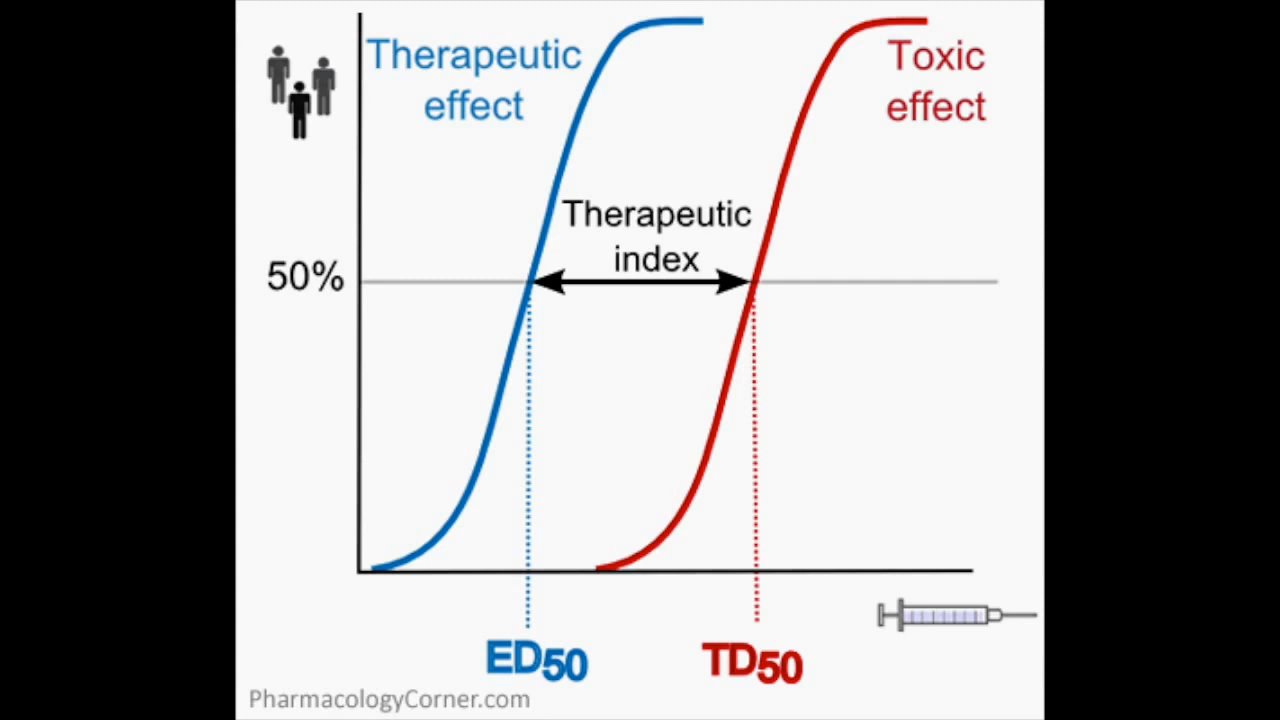 Therapeutic
effect
Toxic
effect
Therapeutic
index
50%
ED50
TD50
PharmacologyCorner.com